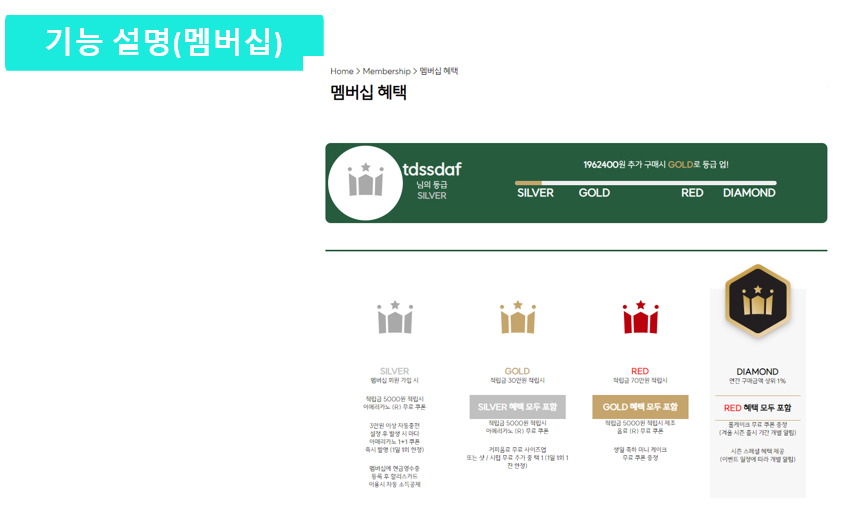 기능 설명(멤버십)
Home > Membership > 멤버십 혜택
멤버십 혜택
tdssdaf
님의 등급
SILVER
1962400원 추가 구매시 GOLD로 등급 업!
SILVER GOLD RED DIAMOND
SILVER
멤버십 회원 가입 시
적립금 5000원 적립시
아메리카노 (R) 무료 쿠폰
3만원 이상 자동충전
설정 후 발생 시 마다
아메리카노 1+1 쿠폰
즉시 발행 (1일 1회 한정)
멤버십에 현금영수증
등록 후 할리스카드
이용시 자동 소득공제
GOLD
적립금 30만원 적립시
SILVER 혜택 모두 포함
적립금 5000원 적립시
아메리카노 (R) 무료 쿠폰
커피음료 무료 사이즈업
또는 샷 / 시럽 무료 추가 중 택 1 (1일 1회 1
잔 한정)
RED
적립금 70만원 적립시
GOLD 혜택 모두 포함
적립금 5000원 적립시 제조
음료 (R) 무료 쿠폰
생일 축하 미니 케이크
무료 쿠폰 증정
DIAMOND
연간 구매금액 상위 1%
RED 혜택 모두 포함
홀케이크 무료 쿠폰 증정
(겨울 시즌 출시 기간 개별 알림)
시즌 스페셜 혜택 제공
(이벤트 일정에 따라 개별 알림)